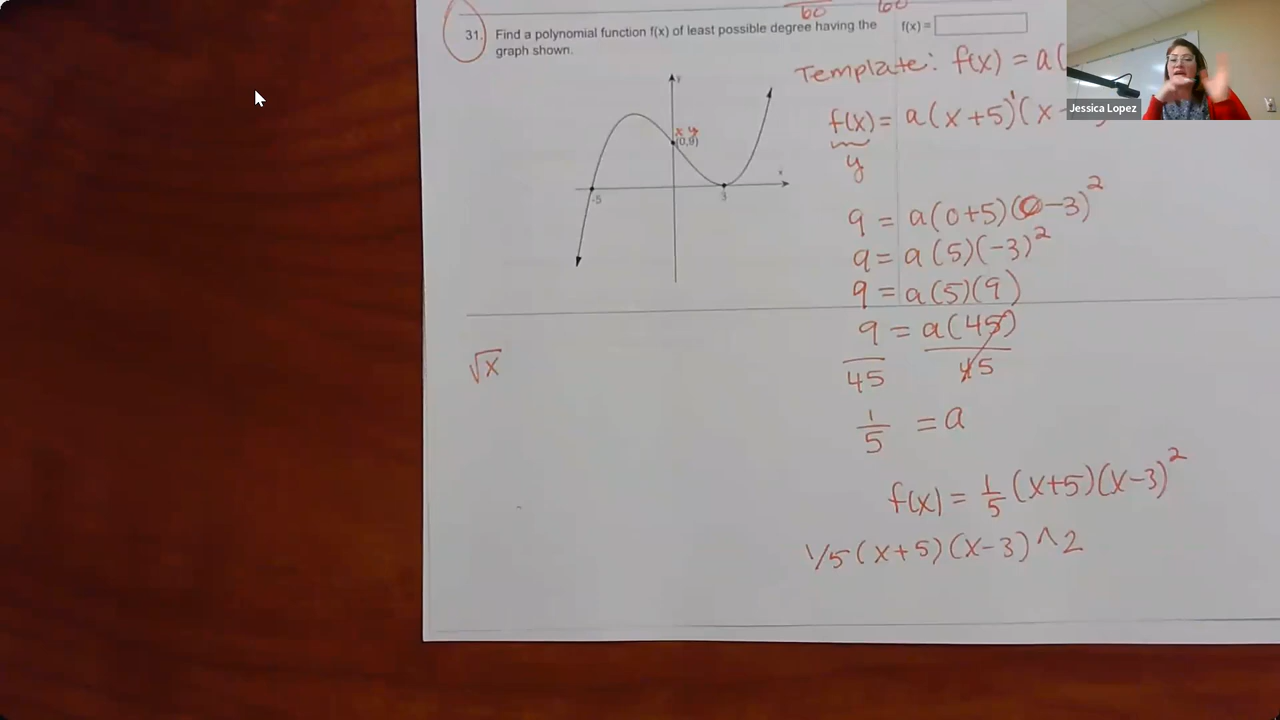 60 60
31. Find a polynomial function f(x) of least possible degree having the graph shown.
f(x) =
Template: f(x) = a(
Jessica Lopez
f(x) = a(x+5)^1(x-
y
y
x y
(0,9)
x
-5
3
9 = a(0+5)(0-3)^2
9 = a(5)(-3)^2
9 = a(5)(9)
9 = a(45)
45 45
1/5 = a
√x
f(x) = 1/5 (x+5)(x-3)^2
1/5(x+5)(x-3)^2